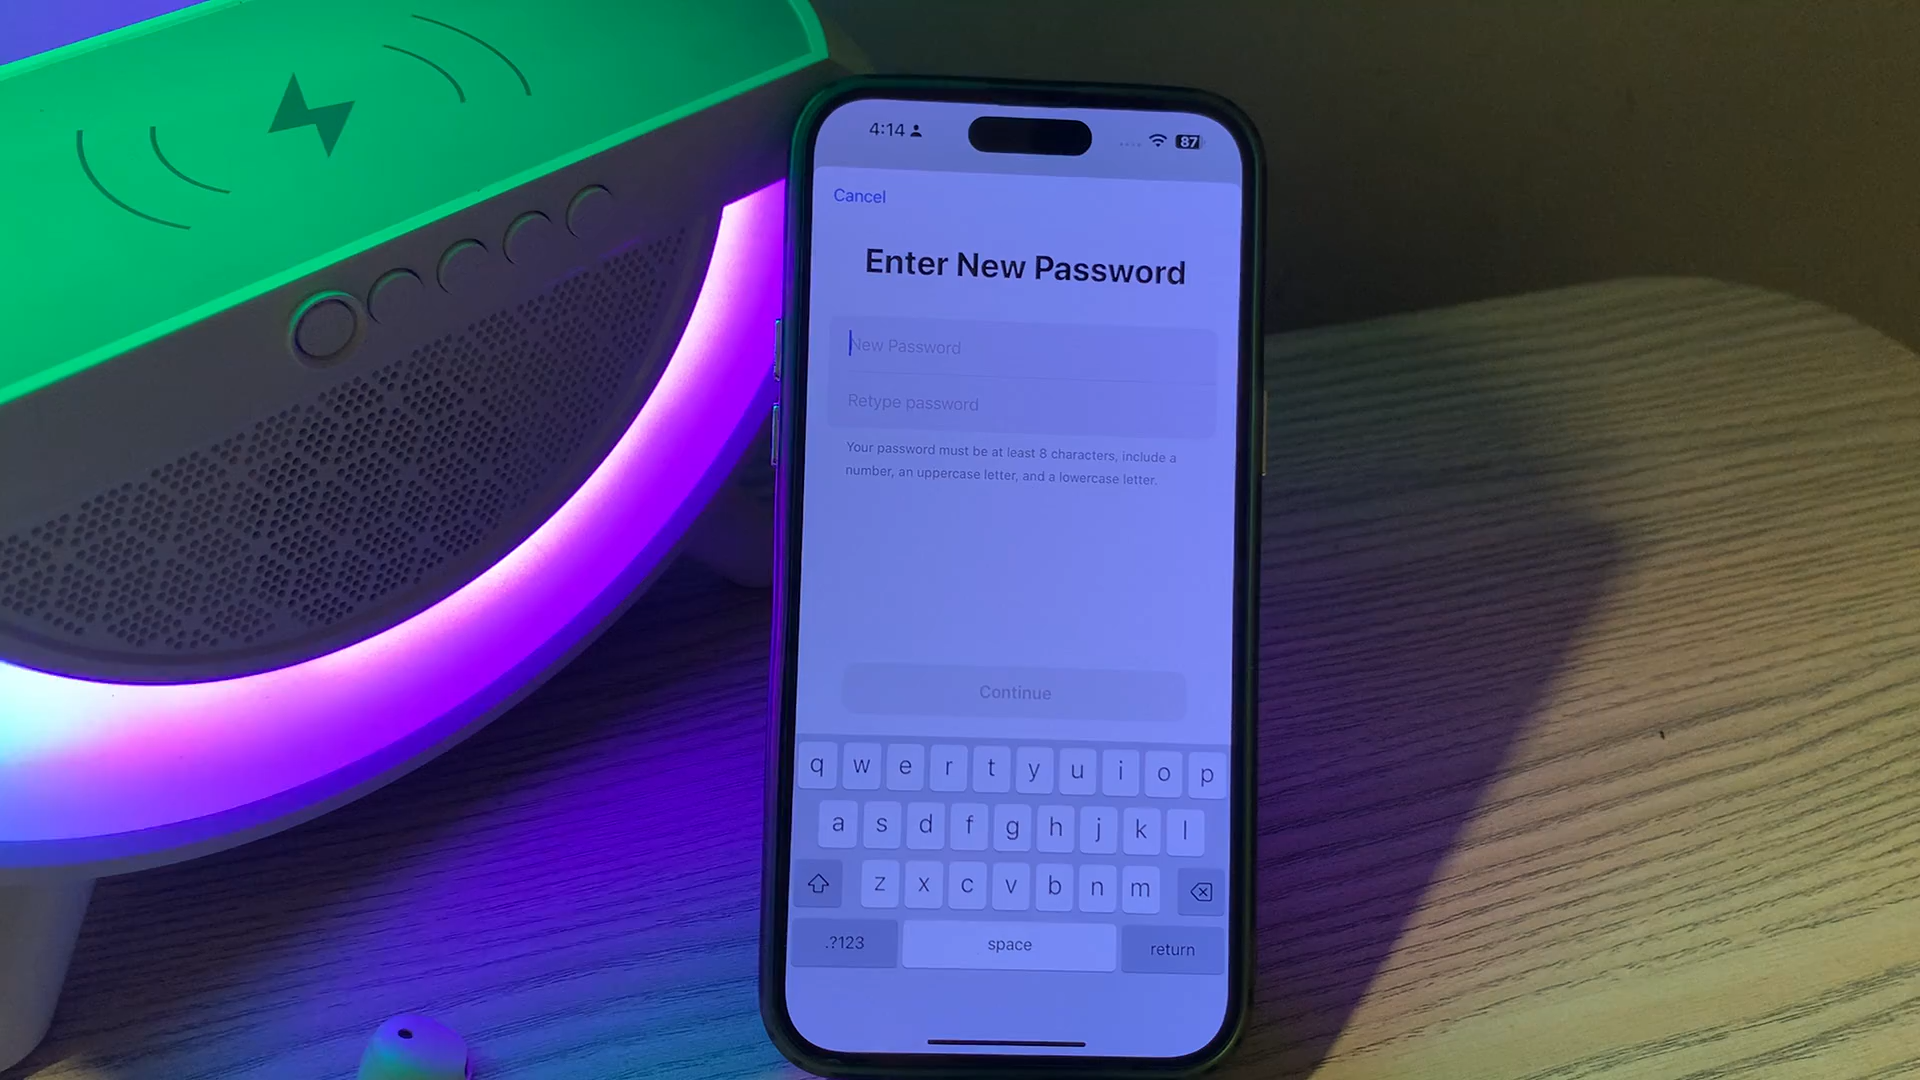 4:14
87
Cancel
Enter New Password
New Password
Retype password
Your password must be at least 8 characters, include a
number, an uppercase letter, and a lowercase letter.
Continue
q w e r t y u i o p
a s d f g h j k l
z x c v b n m
.?123 space return